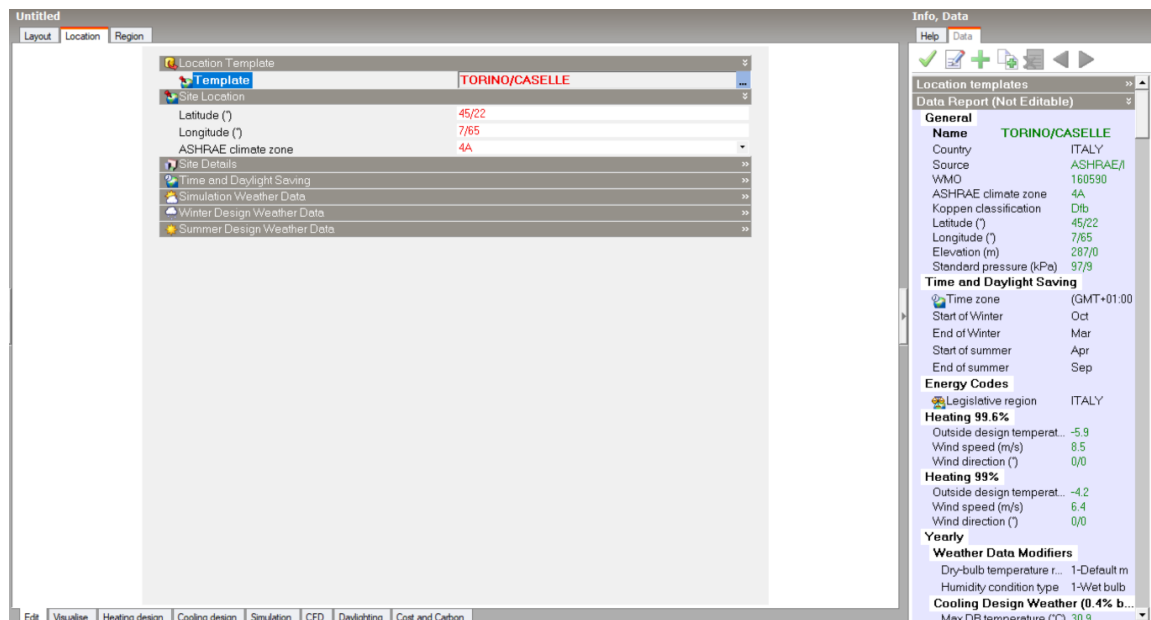 Untitled
Layout Location Region
Location Template
Template TORINO/CASELLE ...
Site Location
Latitude (°) 45/22
Longitude (°) 7/65
ASHRAE climate zone 4A
Site Details
Time and Daylight Saving
Simulation Weather Data
Winter Design Weather Data
Summer Design Weather Data
Edit Visualise Heating design Cooling design Simulation CFD Daylighting Cost and Carbon
Info, Data
Help Data
Location templates
Data Report (Not Editable)
General
Name TORINO/CASELLE
Country ITALY
Source ASHRAE/I
WMO 160590
ASHRAE climate zone 4A
Koppen classification Dfb
Latitude (°) 45/22
Longitude (°) 7/65
Elevation (m) 287/0
Standard pressure (kPa) 97/9
Time and Daylight Saving
Time zone (GMT+01:00
Start of Winter Oct
End of Winter Mar
Start of summer Apr
End of summer Sep
Energy Codes
Legislative region ITALY
Heating 99.6%
Outside design temperat... -5.9
Wind speed (m/s) 8.5
Wind direction (°) 0/0
Heating 99%
Outside design temperat... -4.2
Wind speed (m/s) 6.4
Wind direction (°) 0/0
Yearly
Weather Data Modifiers
Dry-bulb temperature r... 1-Default m
Humidity condition type 1-Wet bulb
Cooling Design Weather (0.4% b...
Max DB temperature (°C) 30.9